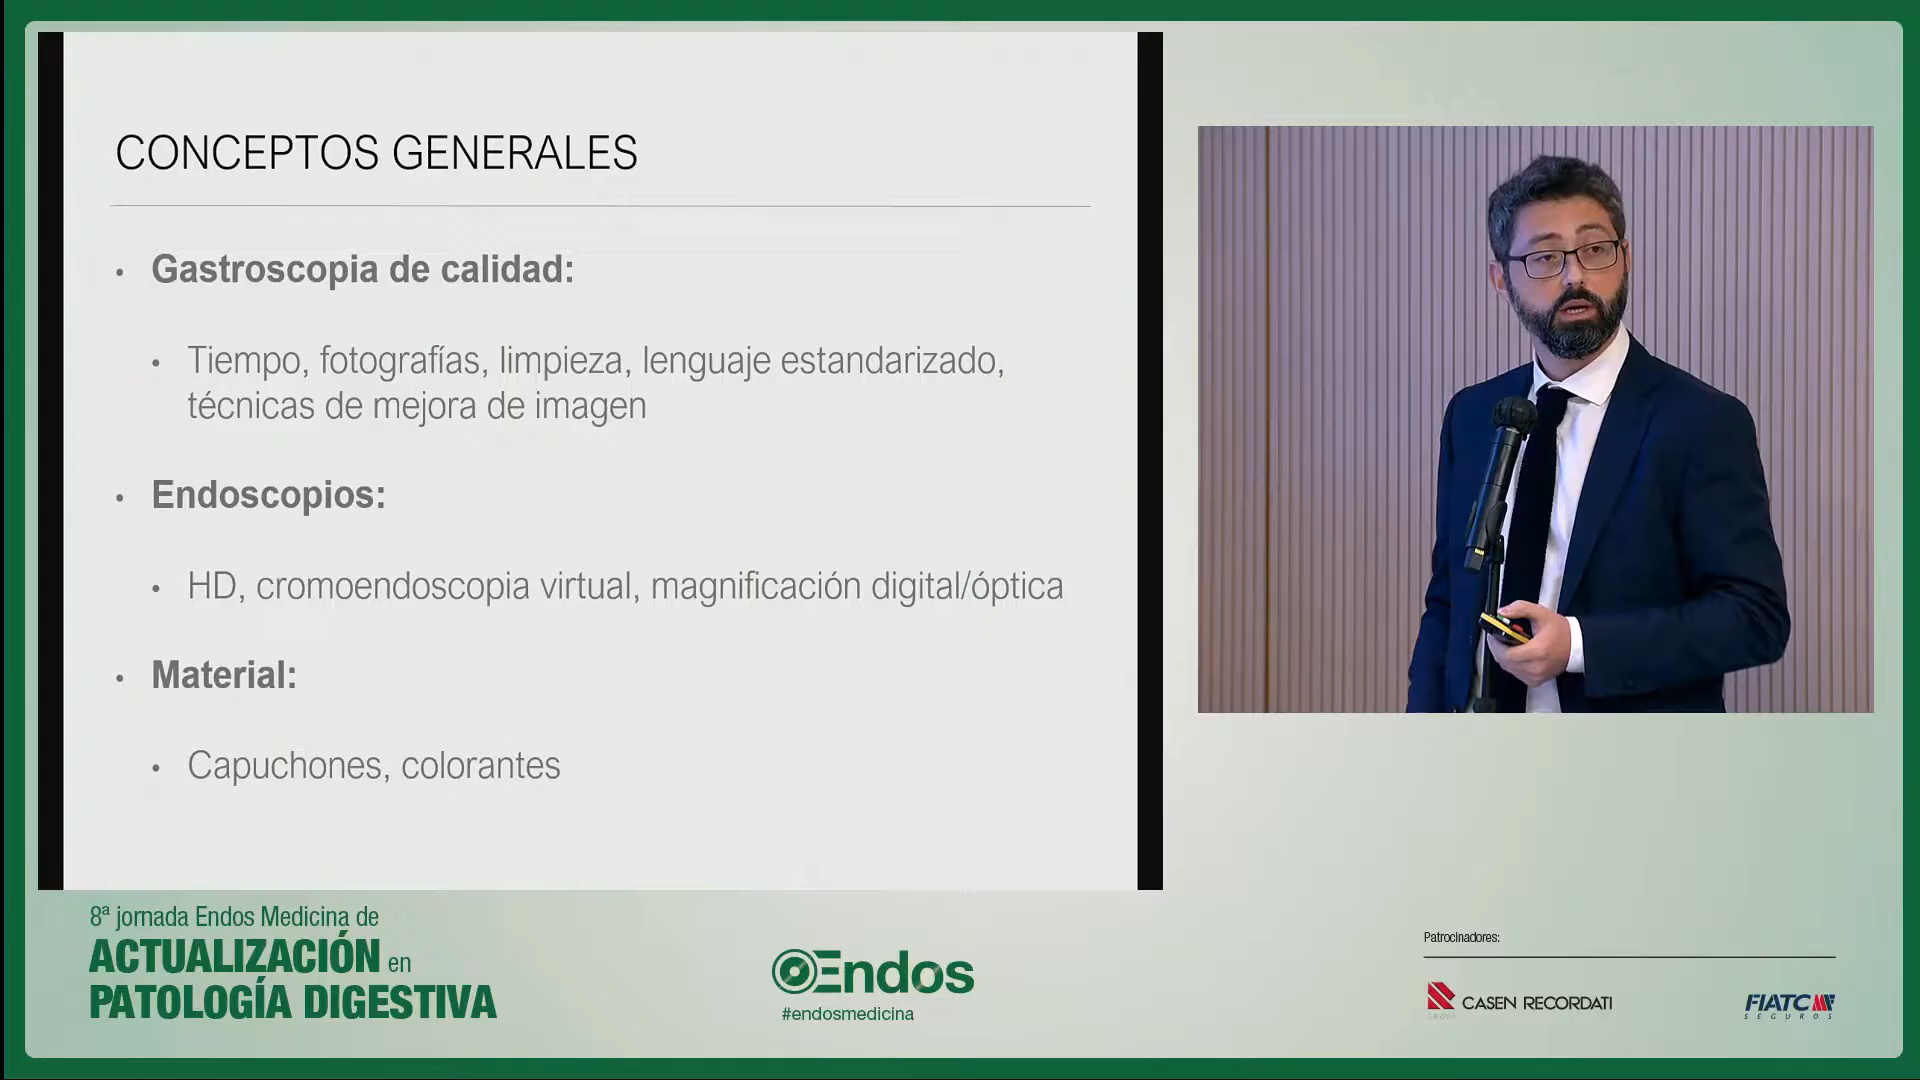 CONCEPTOS GENERALES
• Gastroscopia de calidad:
• Tiempo, fotografías, limpieza, lenguaje estandarizado,
técnicas de mejora de imagen
• Endoscopios:
• HD, cromoendoscopia virtual, magnificación digital/óptica
• Material:
• Capuchones, colorantes
8ª jornada Endos Medicina de
ACTUALIZACIÓN en
PATOLOGÍA DIGESTIVA
Endos
#endosmedicina
Patrocinadores:
CASEN RECORDATI
FIATC
SEGUROS